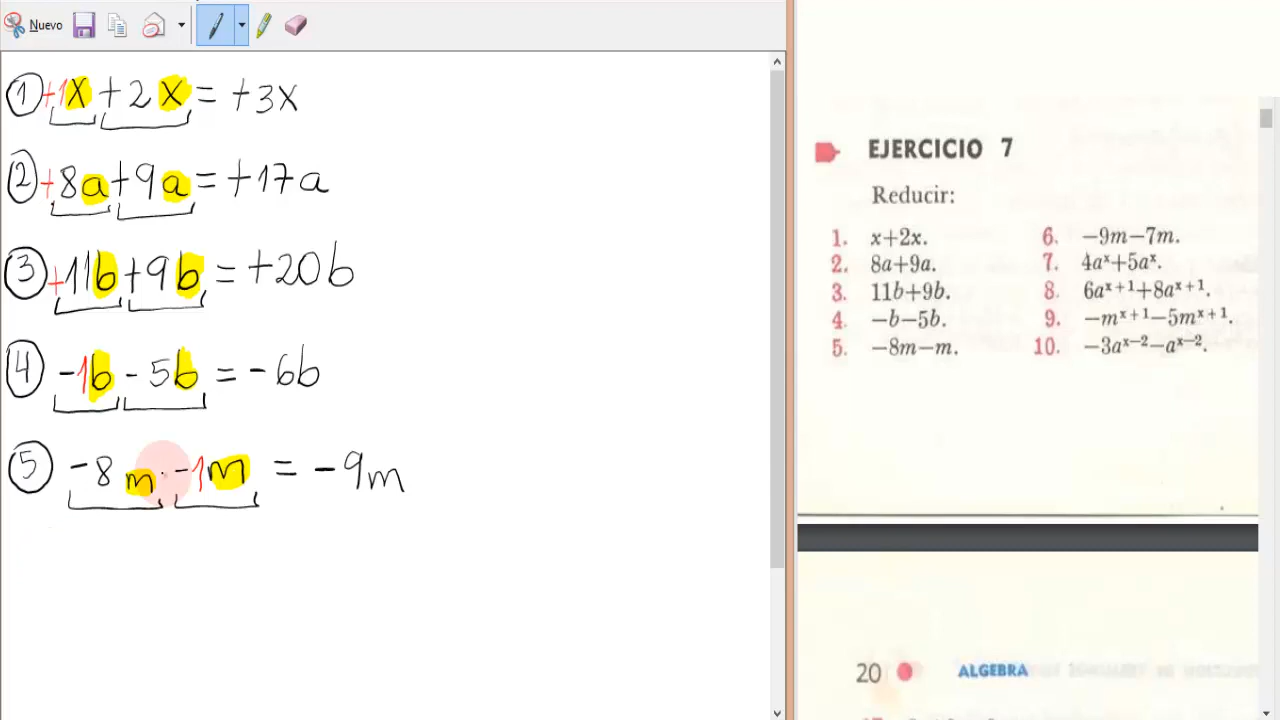 Nuevo
① +1x +2x = +3x
② +8a +9a = +17a
③ +11b +9b = +20b
④ -1b - 5b = -6b
⑤ -8m -1m = -9m
EJERCICIO 7
Reducir:
1. x+2x.
2. 8a+9a.
3. 11b+9b.
4. −b−5b.
5. −8m−m.
6. −9m−7m.
7. 4aˣ+5aˣ.
8. 6aˣ⁺¹+8aˣ⁺¹.
9. −mˣ⁺¹−5mˣ⁺¹.
10. −3aˣ⁻²−aˣ⁻².
20 ALGEBRA